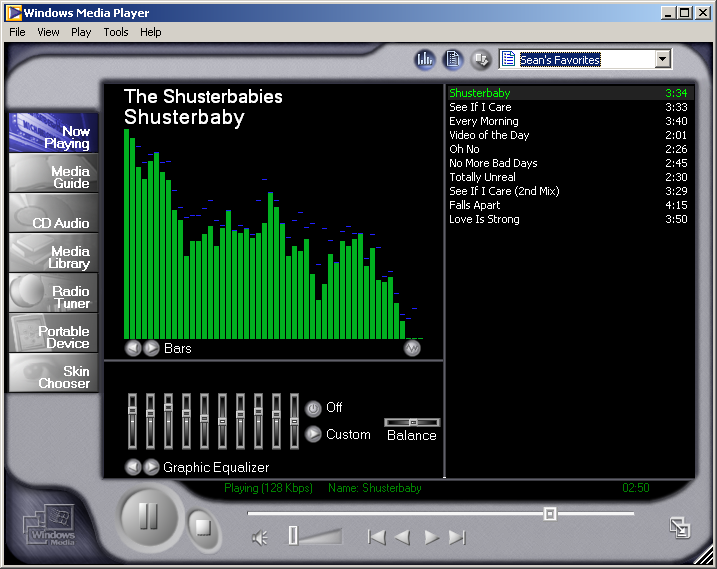 Windows Media Player
File View Play Tools Help
Sean's Favorites
The Shusterbabies
Shusterbaby
Now
Playing
Media
Guide
CD Audio
Media
Library
Radio
Tuner
Portable
Device
Skin
Chooser
Bars
Off
Custom
Balance
Graphic Equalizer
Shusterbaby 3:34
See If I Care 3:33
Every Morning 3:40
Video of the Day 2:01
Oh No 2:26
No More Bad Days 2:45
Totally Unreal 2:30
See If I Care (2nd Mix) 3:29
Falls Apart 4:15
Love Is Strong 3:50
Playing (128 Kbps) Name: Shusterbaby 02:50
Windows
Media